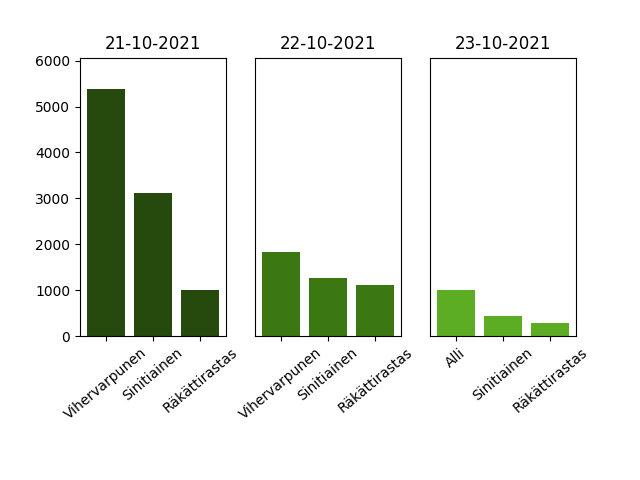 21-10-2021
22-10-2021
23-10-2021
6000
5000
4000
3000
2000
1000
0
Vihervarpunen
Sinitiainen
Räkättirastas
Vihervarpunen
Sinitiainen
Räkättirastas
Alli
Sinitiainen
Räkättirastas